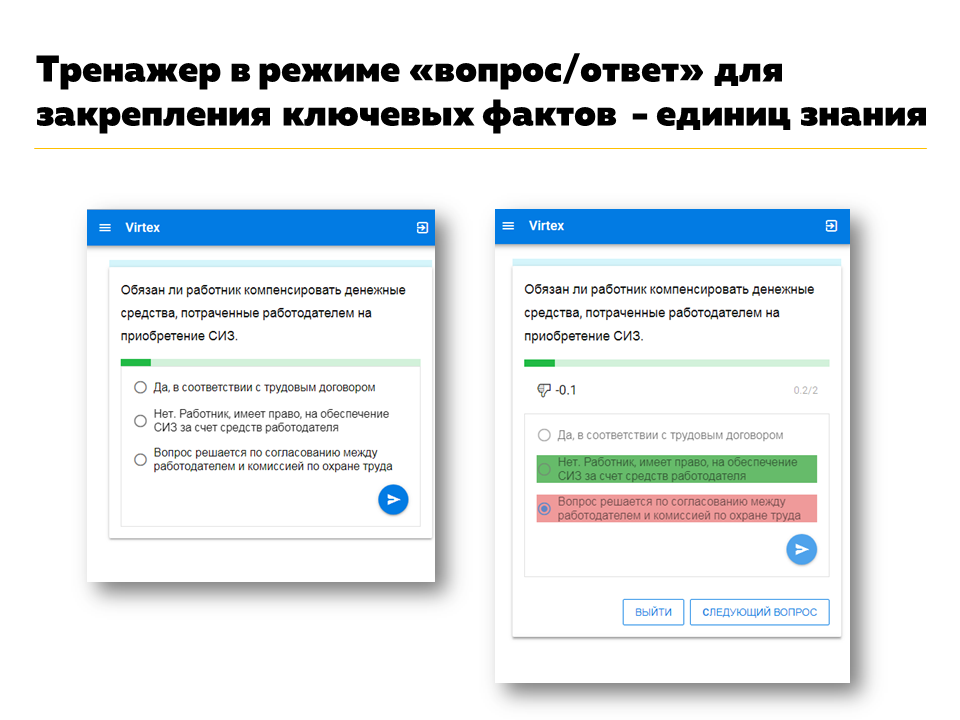 Тренажер в режиме «вопрос/ответ» для
закрепления ключевых фактов - единиц знания
Virtex
Обязан ли работник компенсировать денежные
средства, потраченные работодателем на
приобретение СИЗ.
Да, в соответствии с трудовым договором
Нет. Работник, имеет право, на обеспечение
СИЗ за счет средств работодателя
Вопрос решается по согласованию между
работодателем и комиссией по охране труда
Virtex
Обязан ли работник компенсировать денежные
средства, потраченные работодателем на
приобретение СИЗ.
-0.1
0.2/2
Да, в соответствии с трудовым договором
Нет. Работник, имеет право, на обеспечение
СИЗ за счет средств работодателя
Вопрос решается по согласованию между
работодателем и комиссией по охране труда
ВЫЙТИ
СЛЕДУЮЩИЙ ВОПРОС